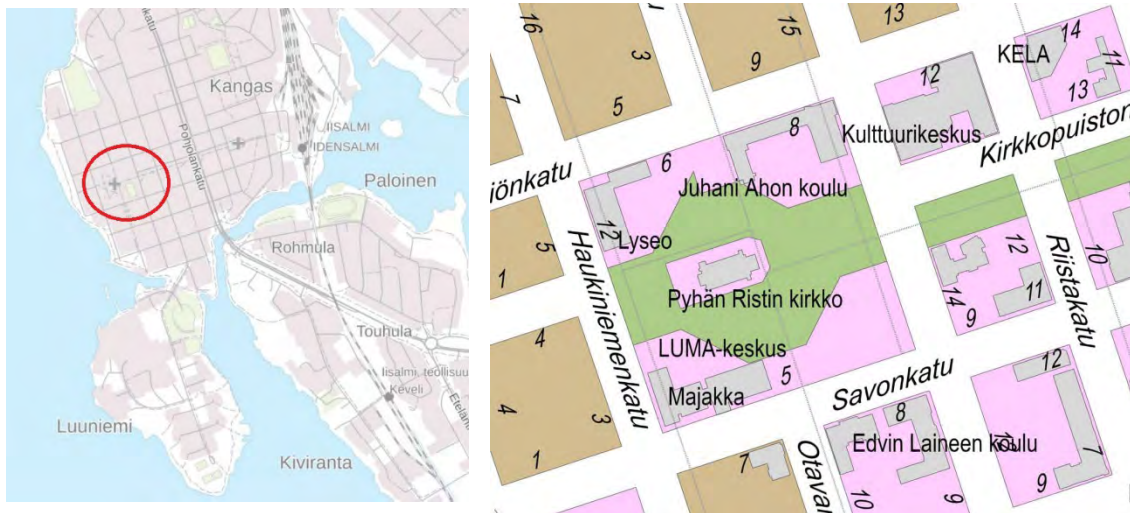 Pohjolankatu
Kangas
IISALMI
IDENSALMI
Paloinen
Rohmula
Touhula
Iisalmi, teollisuu
Keveli
Luuniemi
Kiviranta
16
3
15
13
14
KELA
11
7
9
12
13
5
8
Kulttuurikeskus
6
Kirkkopuiston
jönkatu
Juhani Ahon koulu
12
Lyseo
5
1
Haukiniemenkatu
Pyhän Ristin kirkko
12
Riistakatu
10
14
11
9
4
LUMA-keskus
5
Savonkatu
12
Majakka
4
3
8
Edvin Laineen koulu
1
7
Otavan
10
9
9
7